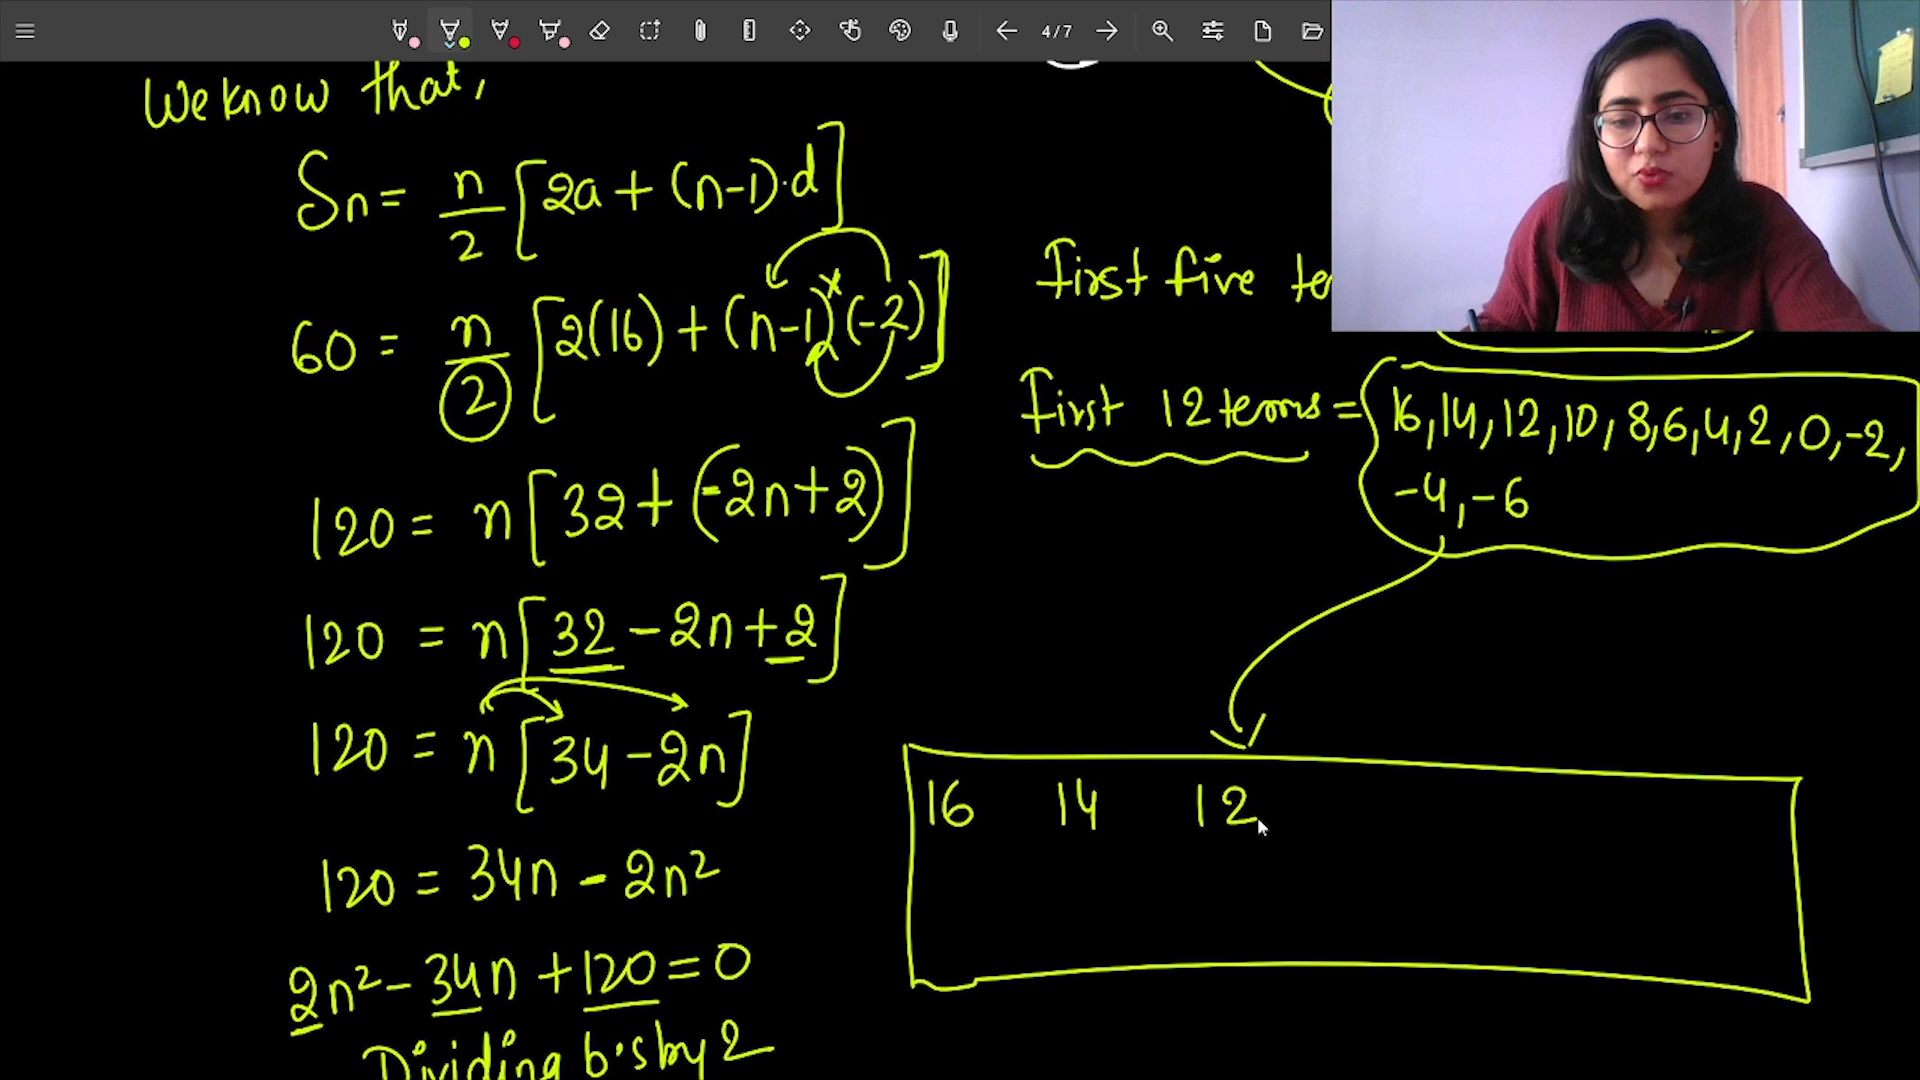 4/7
We know that,
Sn = n/2 [2a + (n-1)·d]
60 = n/2 [2(16) + (n-1)×(-2)]
120 = n[32 + (-2n+2)]
120 = n[32 - 2n + 2]
120 = n[34 - 2n]
120 = 34n - 2n²
2n² - 34n + 120 = 0
Dividing b·s by 2
First five
First 12 terms = 16, 14, 12, 10, 8, 6, 4, 2, 0, -2,
-4, -6
16 14 12